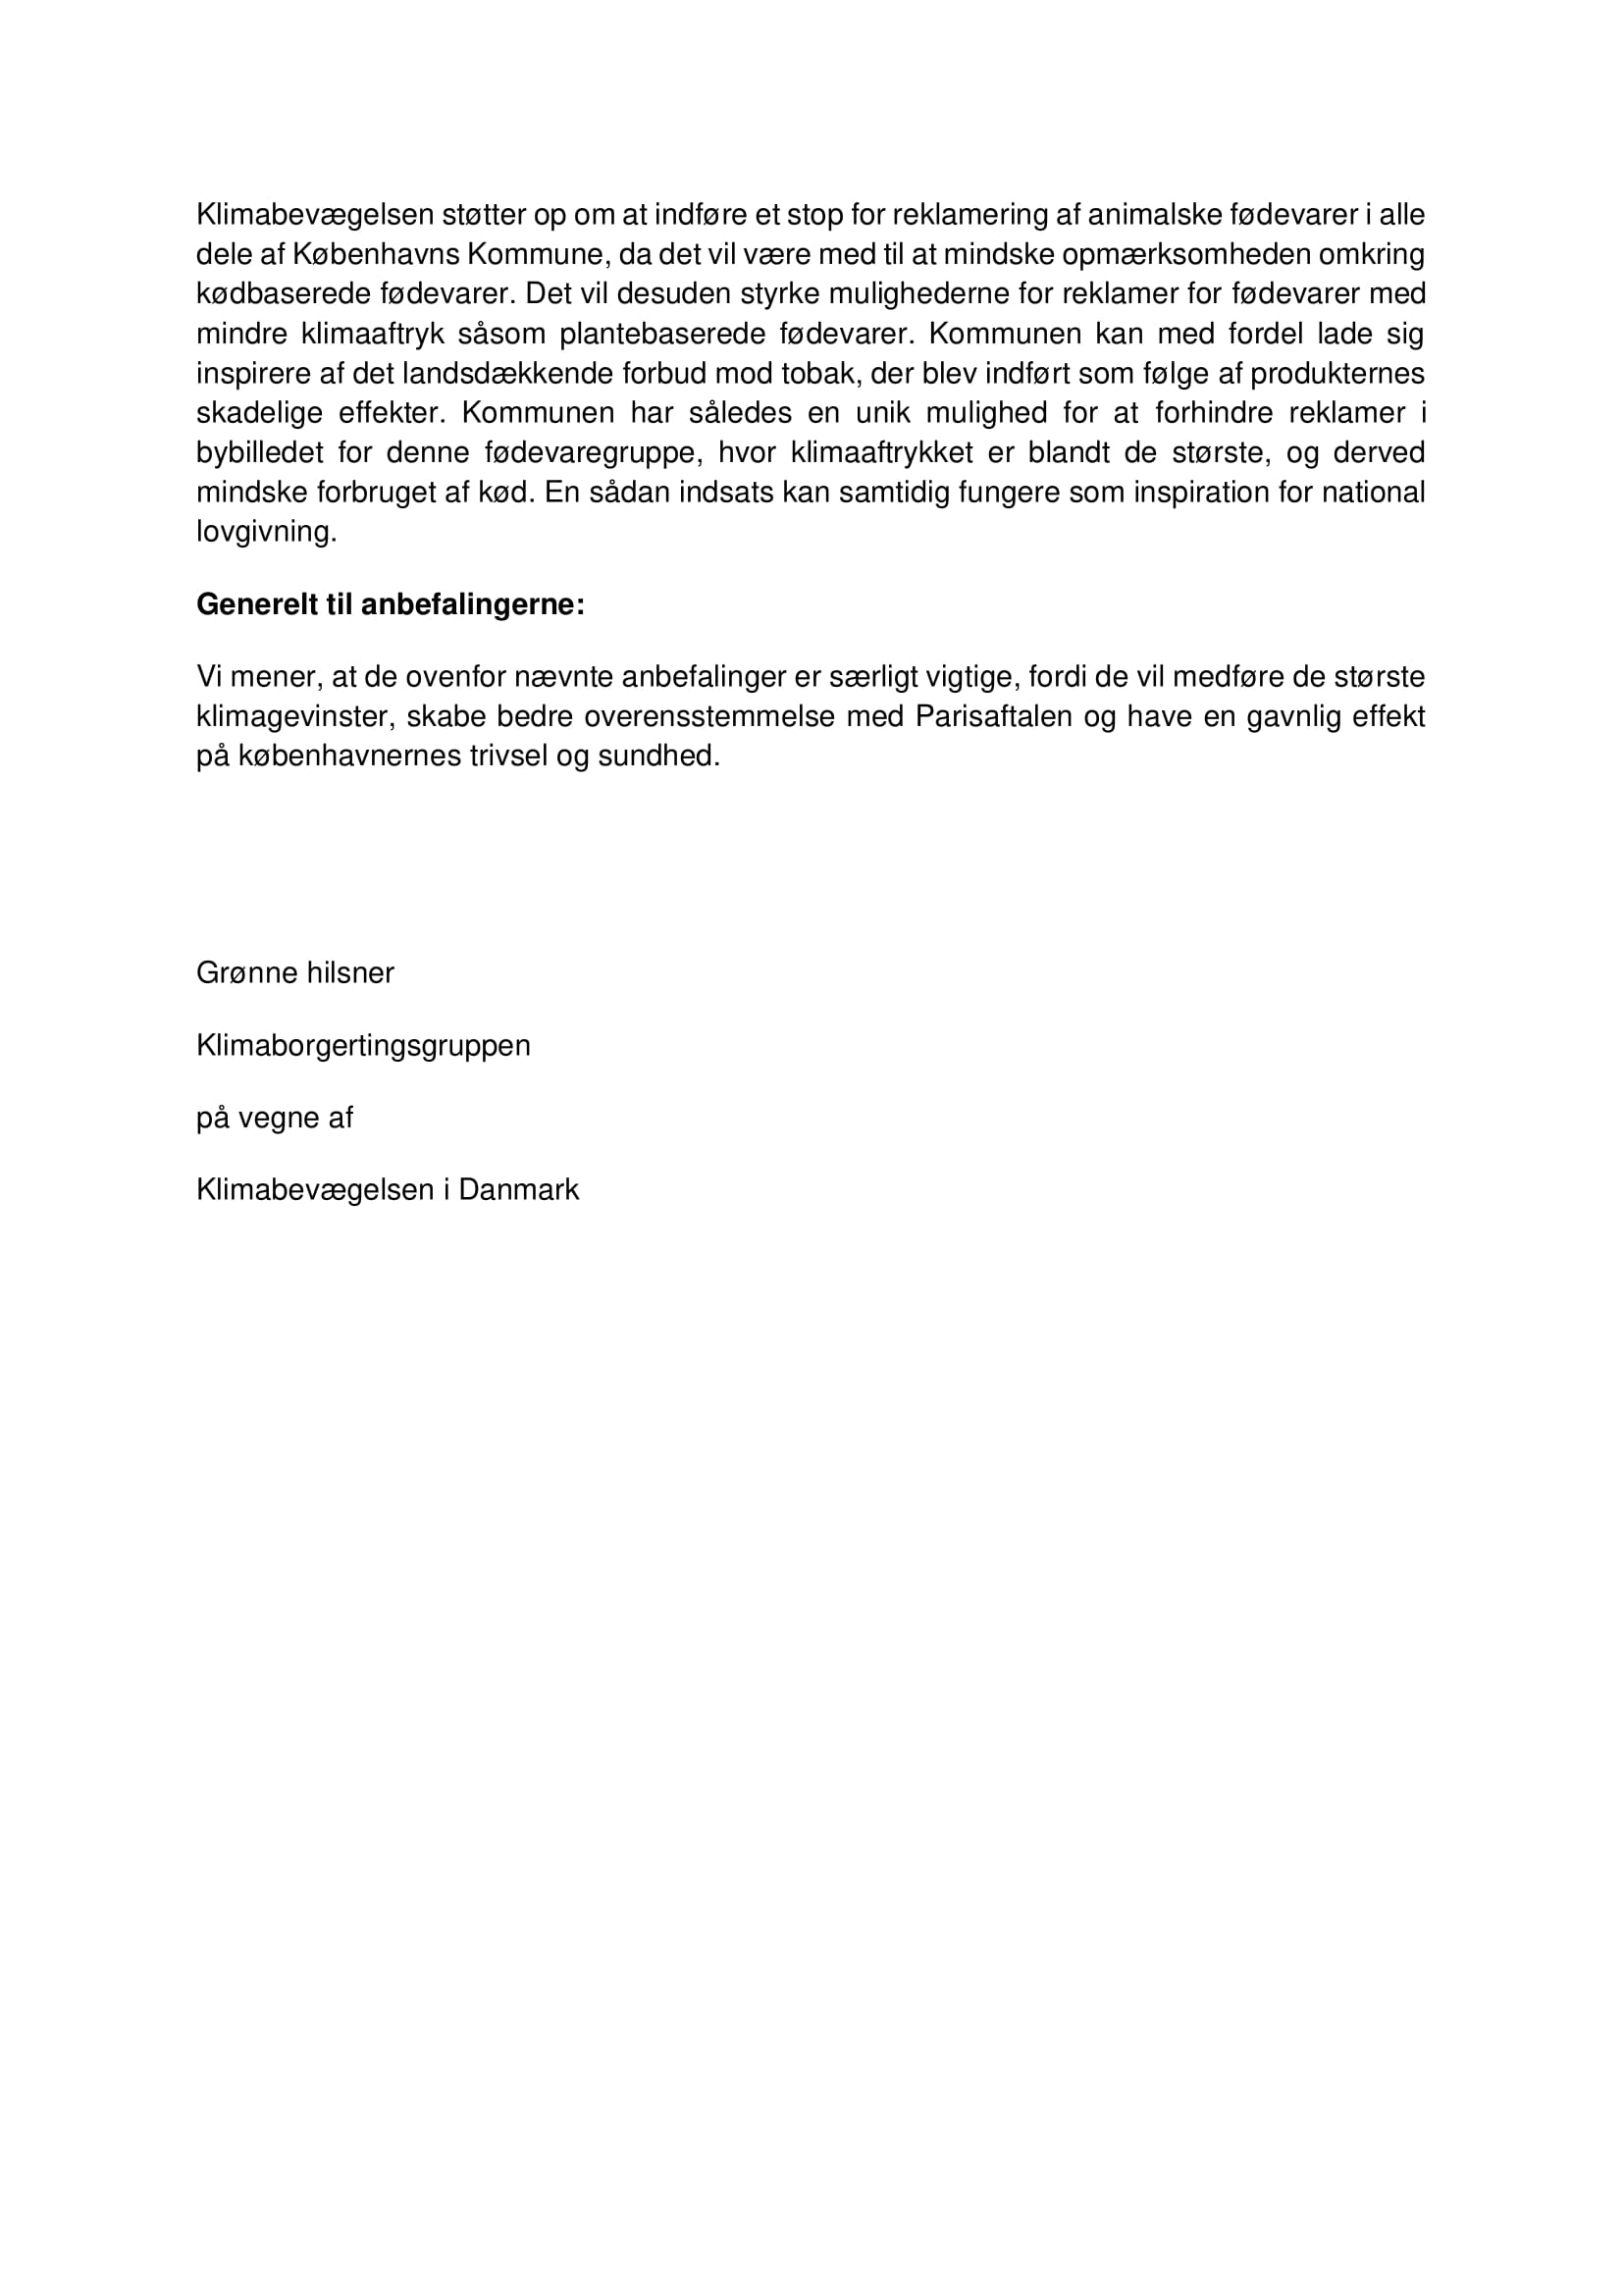 Klimabevægelsen støtter op om at indføre et stop for reklamering af animalske fødevarer i alle
dele af Københavns Kommune, da det vil være med til at mindske opmærksomheden omkring
kødbaserede fødevarer. Det vil desuden styrke mulighederne for reklamer for fødevarer med
mindre klimaaftryk såsom plantebaserede fødevarer. Kommunen kan med fordel lade sig
inspirere af det landsdækkende forbud mod tobak, der blev indført som følge af produkternes
skadelige effekter. Kommunen har således en unik mulighed for at forhindre reklamer i
bybilledet for denne fødevaregruppe, hvor klimaaftrykket er blandt de største, og derved
mindske forbruget af kød. En sådan indsats kan samtidig fungere som inspiration for national
lovgivning.
Generelt til anbefalingerne:
Vi mener, at de ovenfor nævnte anbefalinger er særligt vigtige, fordi de vil medføre de største
klimagevinster, skabe bedre overensstemmelse med Parisaftalen og have en gavnlig effekt
på københavnernes trivsel og sundhed.
Grønne hilsner
Klimaborgertingsgruppen
på vegne af
Klimabevægelsen i Danmark